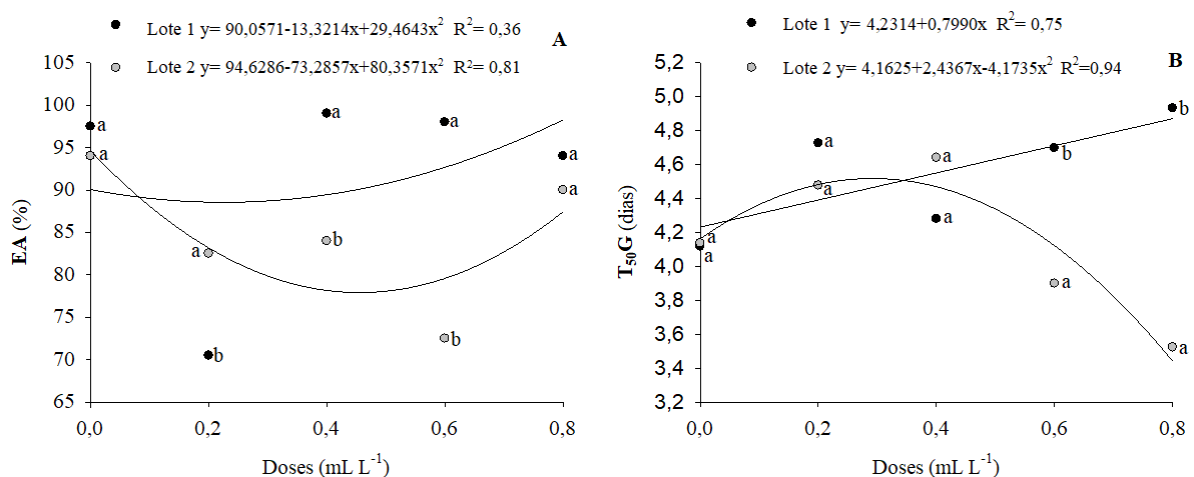 Lote 1 y= 90,0571-13,3214x+29,4643x² R²= 0,36
A
Lote 2 y= 94,6286-73,2857x+80,3571x² R²= 0,81
105
100
95
90
85
80
75
70
65
EA (%)
a
a
a
b
a
a
b
b
a
a
0,0 0,2 0,4 0,6 0,8
Doses (mL L⁻¹)
Lote 1 y= 4,2314+0,7990x R²= 0,75
B
Lote 2 y= 4,1625+2,4367x-4,1735x² R²=0,94
5,2
5,0
4,8
4,6
4,4
4,2
4,0
3,8
3,6
3,4
3,2
T₅₀G (dias)
a
a
a
a
a
a
b
a
b
a
0,0 0,2 0,4 0,6 0,8
Doses (mL L⁻¹)